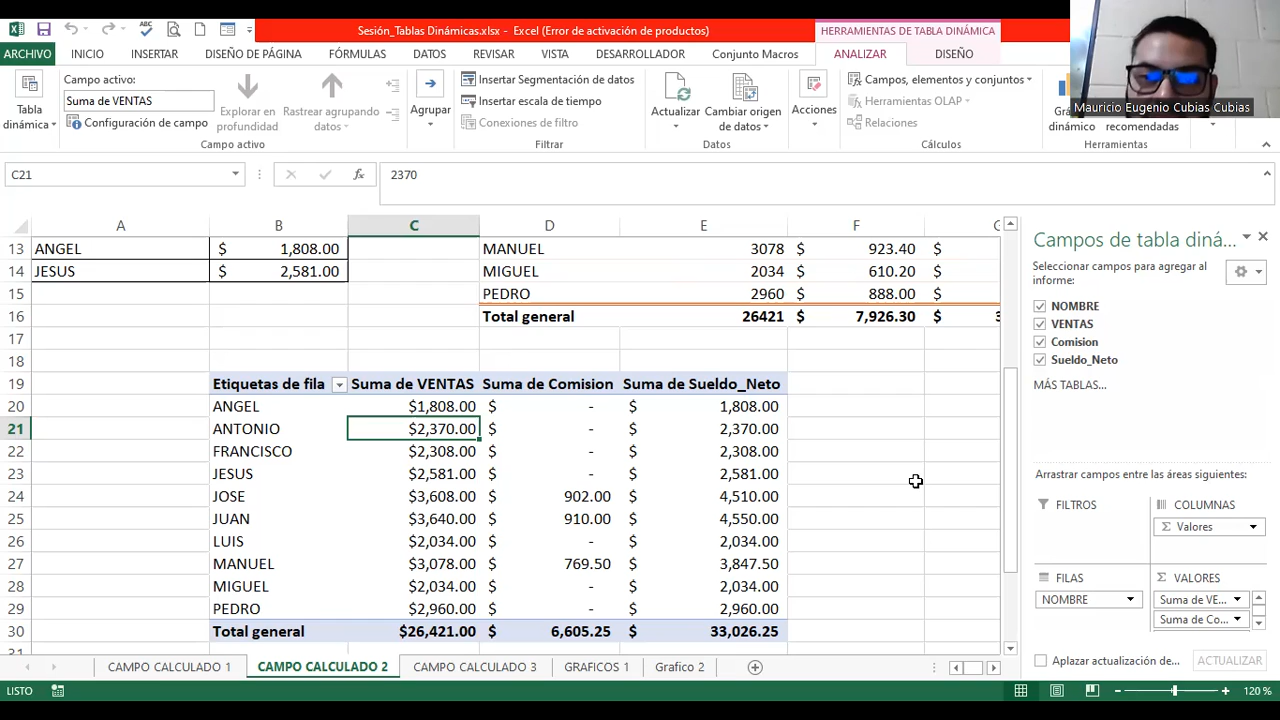 Sesión_Tablas Dinámicas.xlsx - Excel (Error de activación de productos)
HERRAMIENTAS DE TABLA DINÁMICA
ARCHIVO INICIO INSERTAR DISEÑO DE PÁGINA FÓRMULAS DATOS REVISAR VISTA DESARROLLADOR Conjunto Macros ANALIZAR DISEÑO
Mauricio Eugenio Cubias Cubias
Tabla dinámica
Campo activo:
Suma de VENTAS
Configuración de campo
Explorar en profundidad
Rastrear agrupando datos
Campo activo
Agrupar
Insertar Segmentación de datos
Insertar escala de tiempo
Conexiones de filtro
Filtrar
Actualizar
Cambiar origen de datos
Datos
Acciones
Campos, elementos y conjuntos
Herramientas OLAP
Relaciones
Cálculos
dinámico
recomendadas
Herramientas
C21 fx 2370
A B C D E F
13 ANGEL $ 1,808.00 MANUEL 3078 $ 923.40 $
14 JESUS $ 2,581.00 MIGUEL 2034 $ 610.20 $
15 PEDRO 2960 $ 888.00 $
16 Total general 26421 $ 7,926.30 $
17
18
19 Etiquetas de fila Suma de VENTAS Suma de Comision Suma de Sueldo_Neto
20 ANGEL $1,808.00 $ - $ 1,808.00
21 ANTONIO $2,370.00 $ - $ 2,370.00
22 FRANCISCO $2,308.00 $ - $ 2,308.00
23 JESUS $2,581.00 $ - $ 2,581.00
24 JOSE $3,608.00 $ 902.00 $ 4,510.00
25 JUAN $3,640.00 $ 910.00 $ 4,550.00
26 LUIS $2,034.00 $ - $ 2,034.00
27 MANUEL $3,078.00 $ 769.50 $ 3,847.50
28 MIGUEL $2,034.00 $ - $ 2,034.00
29 PEDRO $2,960.00 $ - $ 2,960.00
30 Total general $26,421.00 $ 6,605.25 $ 33,026.25
Campos de tabla diná...
Seleccionar campos para agregar al informe:
NOMBRE
VENTAS
Comision
Sueldo_Neto
MÁS TABLAS...
Arrastrar campos entre las áreas siguientes:
FILTROS
COLUMNAS
Σ Valores
FILAS
NOMBRE
Σ VALORES
Suma de VE...
Suma de Co...
Aplazar actualización de...
ACTUALIZAR
CAMPO CALCULADO 1 CAMPO CALCULADO 2 CAMPO CALCULADO 3 GRAFICOS 1 Grafico 2
LISTO
120 %